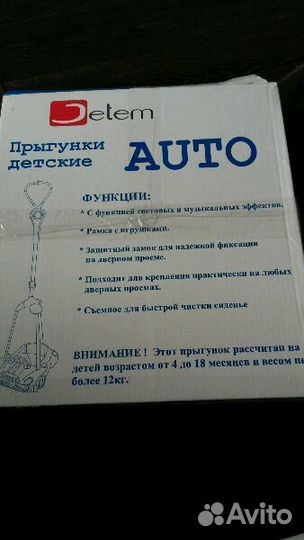 Jetem
Прыгунки
детские
AUTO
ФУНКЦИИ:
* С функцией световых и музыкальных эффектов.
* Рамка с игрушками.
* Защитный замок для надежной фиксации
на дверном проеме.
* Подходит для крепления практически на любых
дверных проемах.
* Съемное для быстрой чистки сиденье
ВНИМАНИЕ! Этот прыгунок рассчитан на
детей возрастом от 4 до 18 месяцев и весом не
более 12кг.
Avito